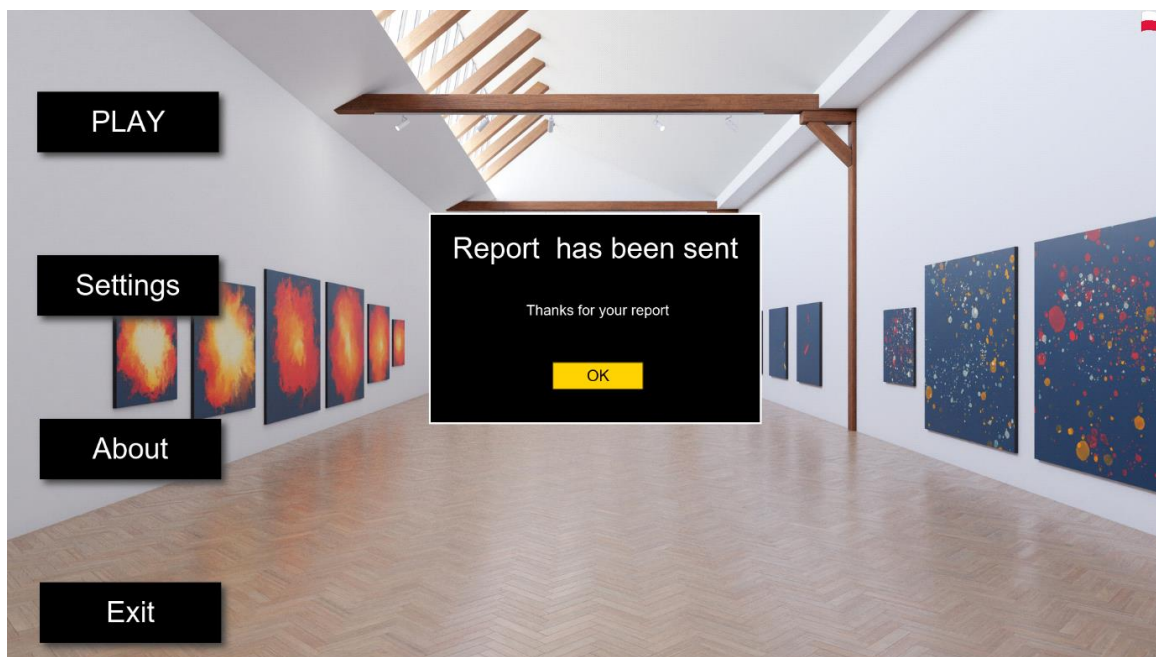 PLAY
Settings
About
Exit
Report  has been sent
Thanks for your report
OK